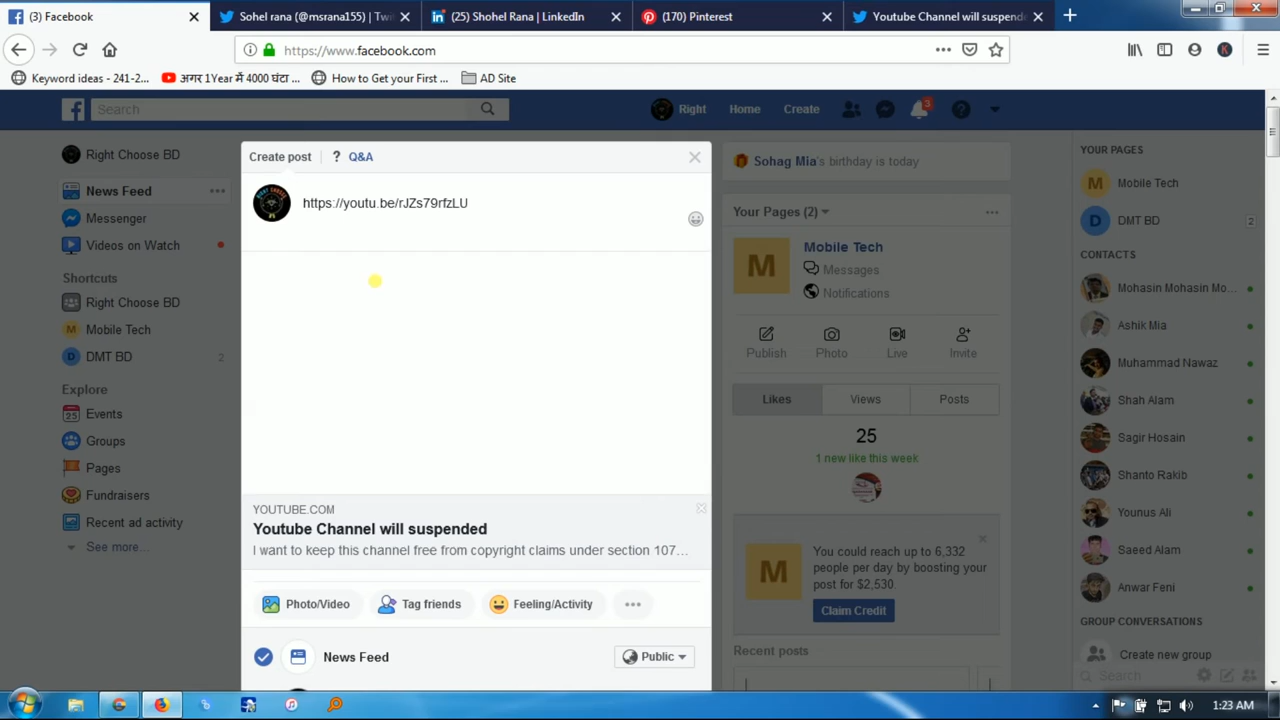 (3) Facebook
Sohel rana (@msrana155) | Twi
(25) Shohel Rana | LinkedIn
(170) Pinterest
Youtube Channel will suspend
https://www.facebook.com
Keyword ideas - 241-2...
अगर 1Year में 4000 घंटा ...
How to Get your First ...
AD Site
Search
Right
Home
Create
3
Right Choose BD
News Feed
Messenger
Videos on Watch
Shortcuts
Right Choose BD
Mobile Tech
DMT BD
2
Explore
Events
Groups
Pages
Fundraisers
Recent ad activity
See more...
Create post
? Q&A
https://youtu.be/rJZs79rfzLU
YOUTUBE.COM
Youtube Channel will suspended
I want to keep this channel free from copyright claims under section 107...
Photo/Video
Tag friends
Feeling/Activity
News Feed
Public
Sohag Mia's birthday is today
Your Pages (2)
M
Mobile Tech
Messages
Notifications
Publish
Photo
Live
Invite
Likes
Views
Posts
25
1 new like this week
M
You could reach up to 6,332
people per day by boosting your
post for $2,530.
Claim Credit
Recent posts
YOUR PAGES
M
Mobile Tech
D
DMT BD
2
CONTACTS
Mohasin Mohasin Mo...
Ashik Mia
Muhammad Nawaz
Shah Alam
Sagir Hosain
Shanto Rakib
Younus Ali
Saeed Alam
Anwar Feni
GROUP CONVERSATIONS
Create new group
Search
1:23 AM